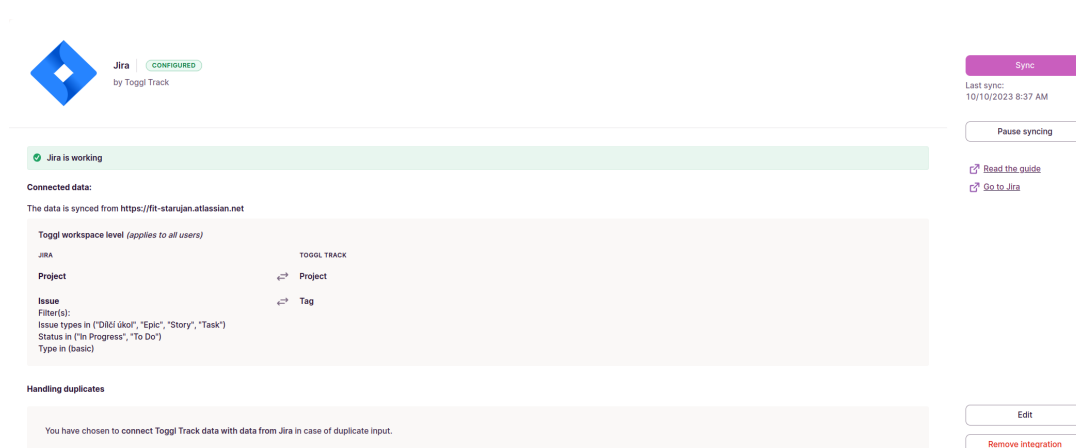 Jira
CONFIGURED
by Toggl Track
Sync
Last sync:
10/10/2023 8:37 AM
Pause syncing
Read the guide
Go to Jira
Jira is working
Connected data:
The data is synced from https://fit-starujan.atlassian.net
Toggl workspace level (applies to all users)
JIRA
TOGGL TRACK
Project
Project
Issue
Tag
Filter(s):
Issue types in ("Dílčí úkol", "Epic", "Story", "Task")
Status in ("In Progress", "To Do")
Type in (basic)
Handling duplicates
You have chosen to connect Toggl Track data with data from Jira in case of duplicate input.
Edit
Remove integration